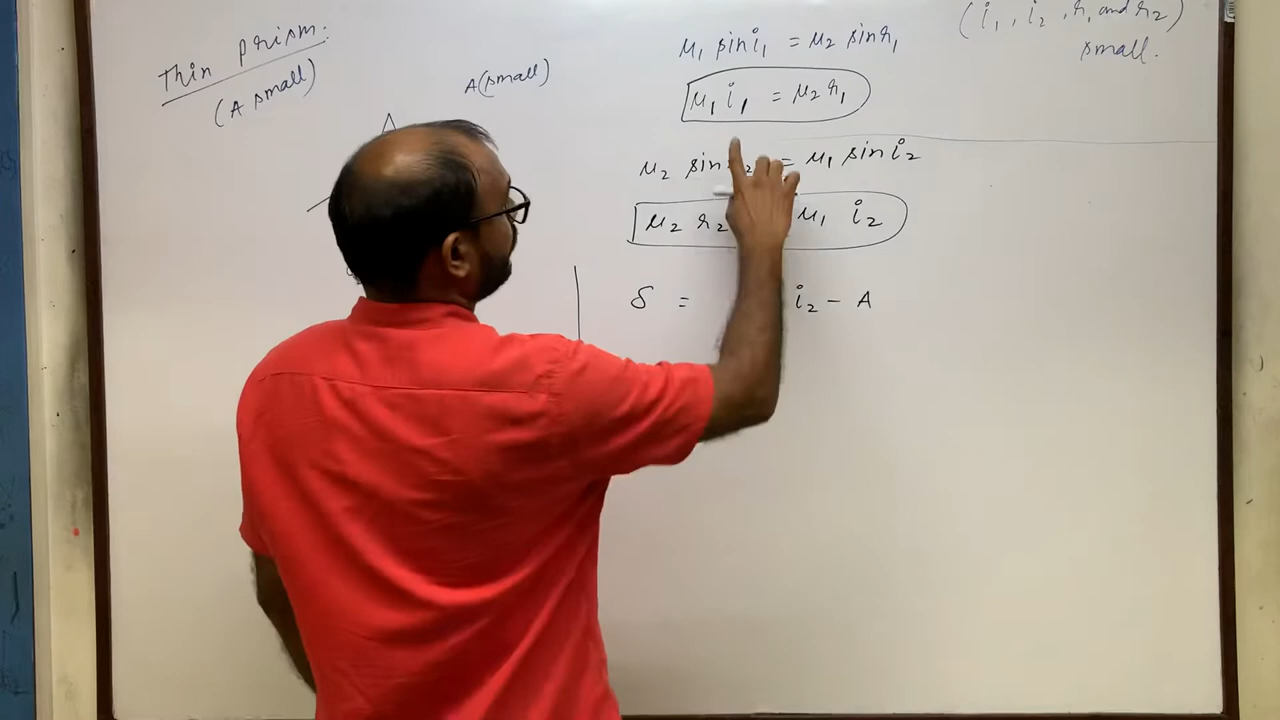 Thin prism:
(A small)
A(small)
A
μ₁ sin i₁ = μ₂ sin r₁
μ₁ i₁ = μ₂ r₁
(i₁, i₂, r₁ and r₂)
small.
μ₂ sin r₂ = μ₁ sin i₂
μ₂ r₂ μ₁ i₂
δ = i₂ - A